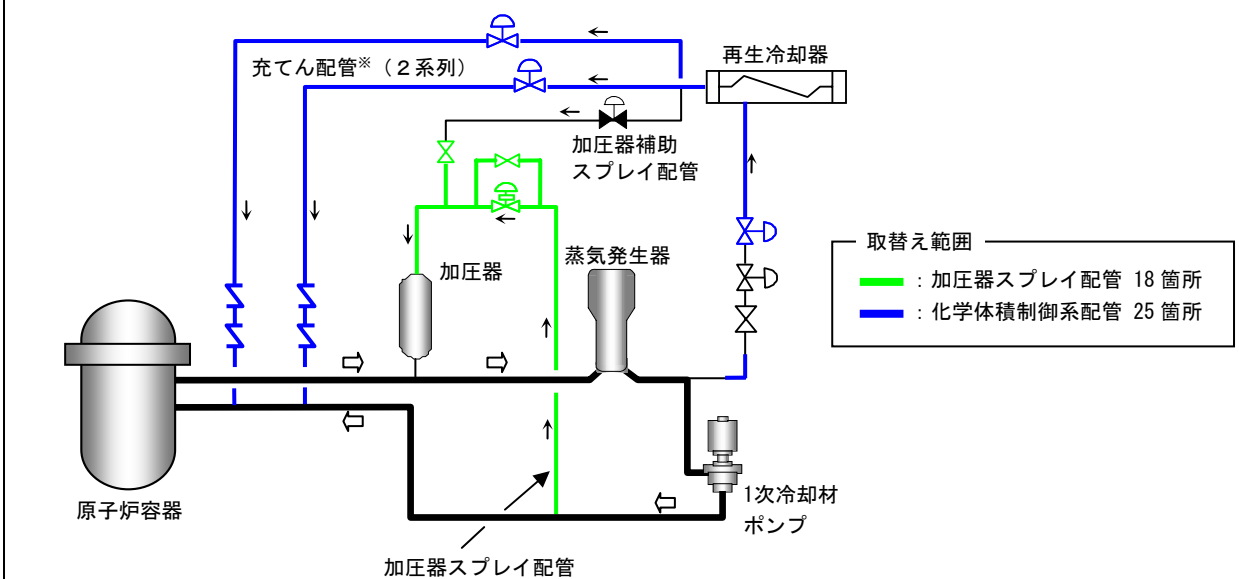 再生冷却器
充てん配管※（２系列）
加圧器補助
スプレイ配管
加圧器
蒸気発生器
取替え範囲
：加圧器スプレイ配管 18 箇所
：化学体積制御系配管 25 箇所
原子炉容器
1次冷却材
ポンプ
加圧器スプレイ配管